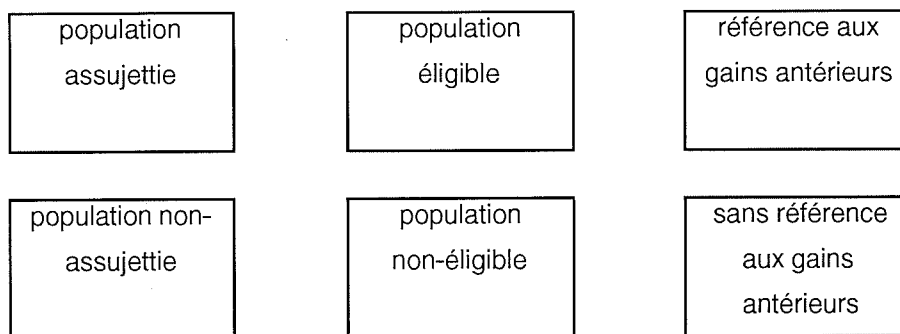 population
assujettie
population
éligible
référence aux
gains antérieurs
population non-
assujettie
population
non-éligible
sans référence
aux gains
antérieurs